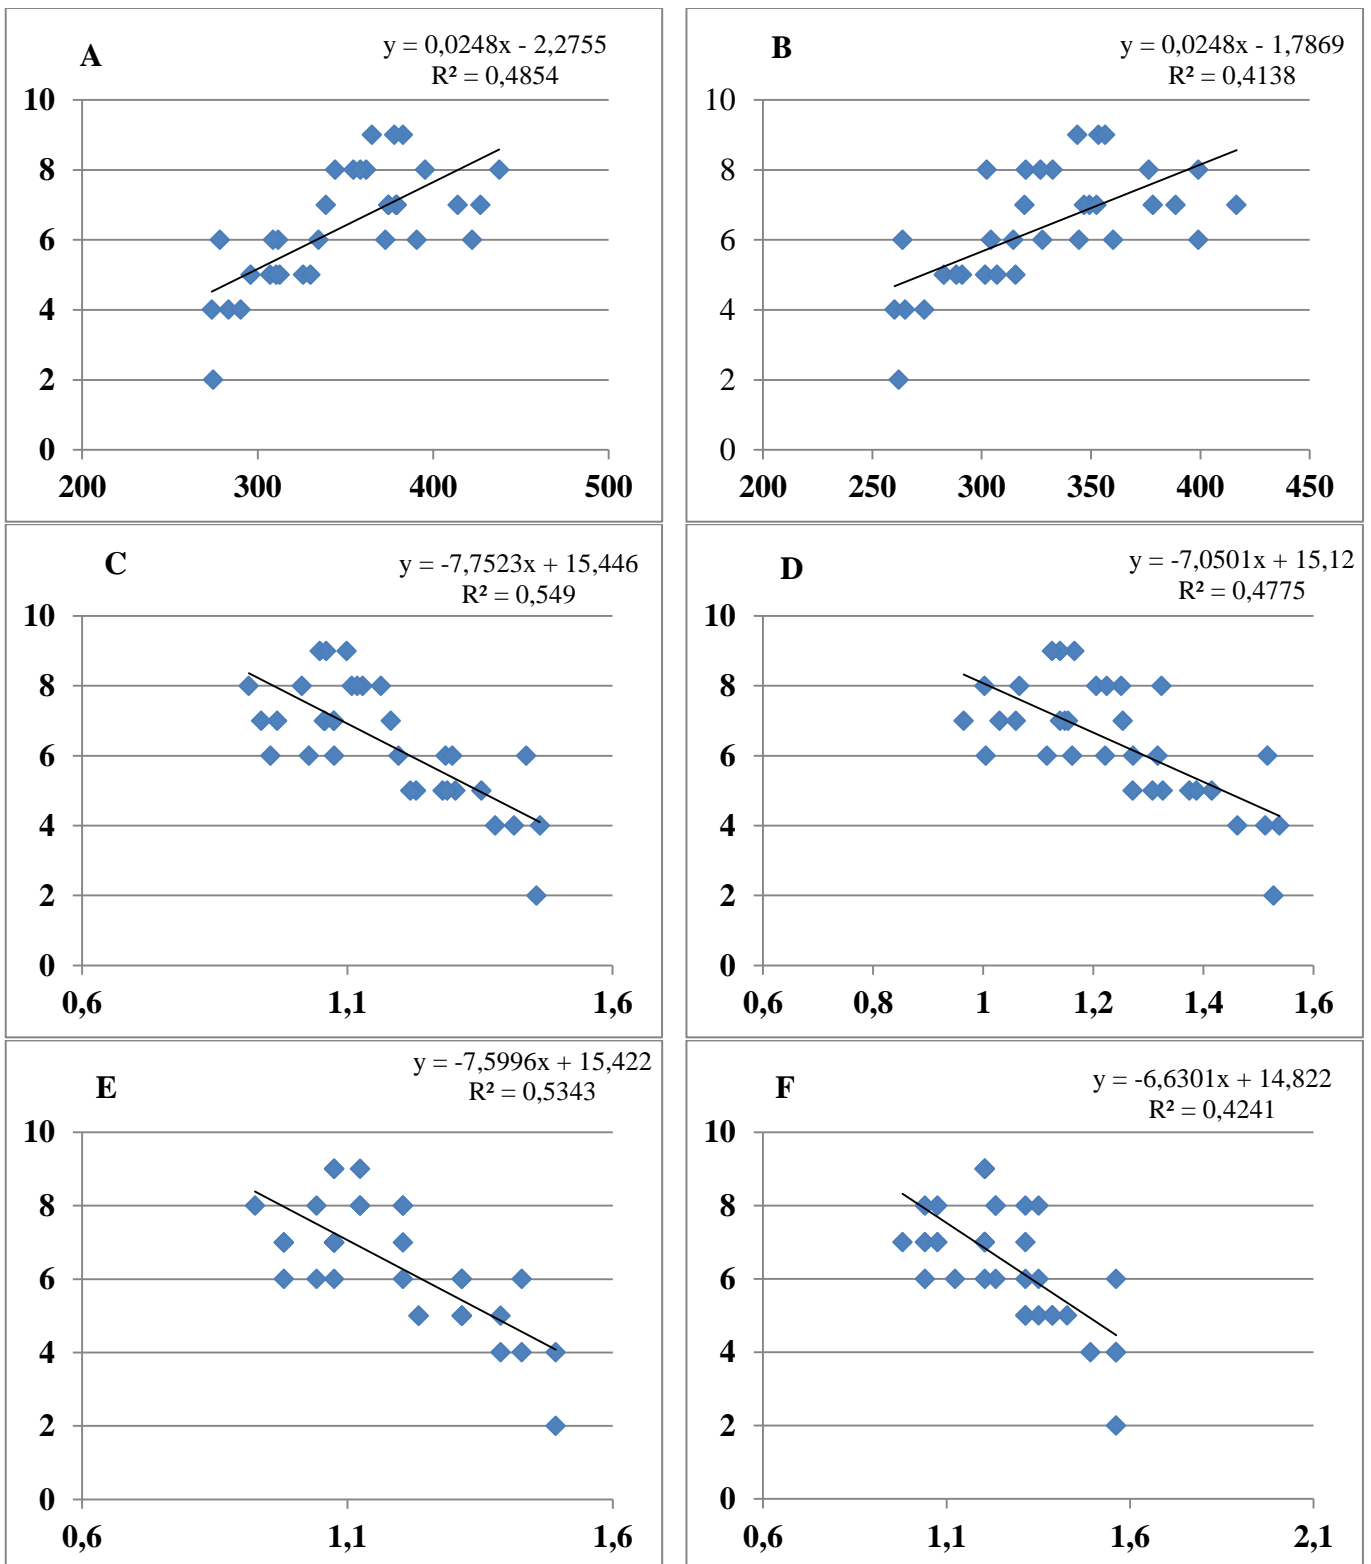 A
y = 0,0248x - 2,2755
R² = 0,4854
10
8
6
4
2
0
200 300 400 500
B
y = 0,0248x - 1,7869
R² = 0,4138
10
8
6
4
2
0
200 250 300 350 400 450
C
y = -7,7523x + 15,446
R² = 0,549
10
8
6
4
2
0
0,6 1,1 1,6
D
y = -7,0501x + 15,12
R² = 0,4775
10
8
6
4
2
0
0,6 0,8 1 1,2 1,4 1,6
E
y = -7,5996x + 15,422
R² = 0,5343
10
8
6
4
2
0
0,6 1,1 1,6
F
y = -6,6301x + 14,822
R² = 0,4241
10
8
6
4
2
0
0,6 1,1 1,6 2,1